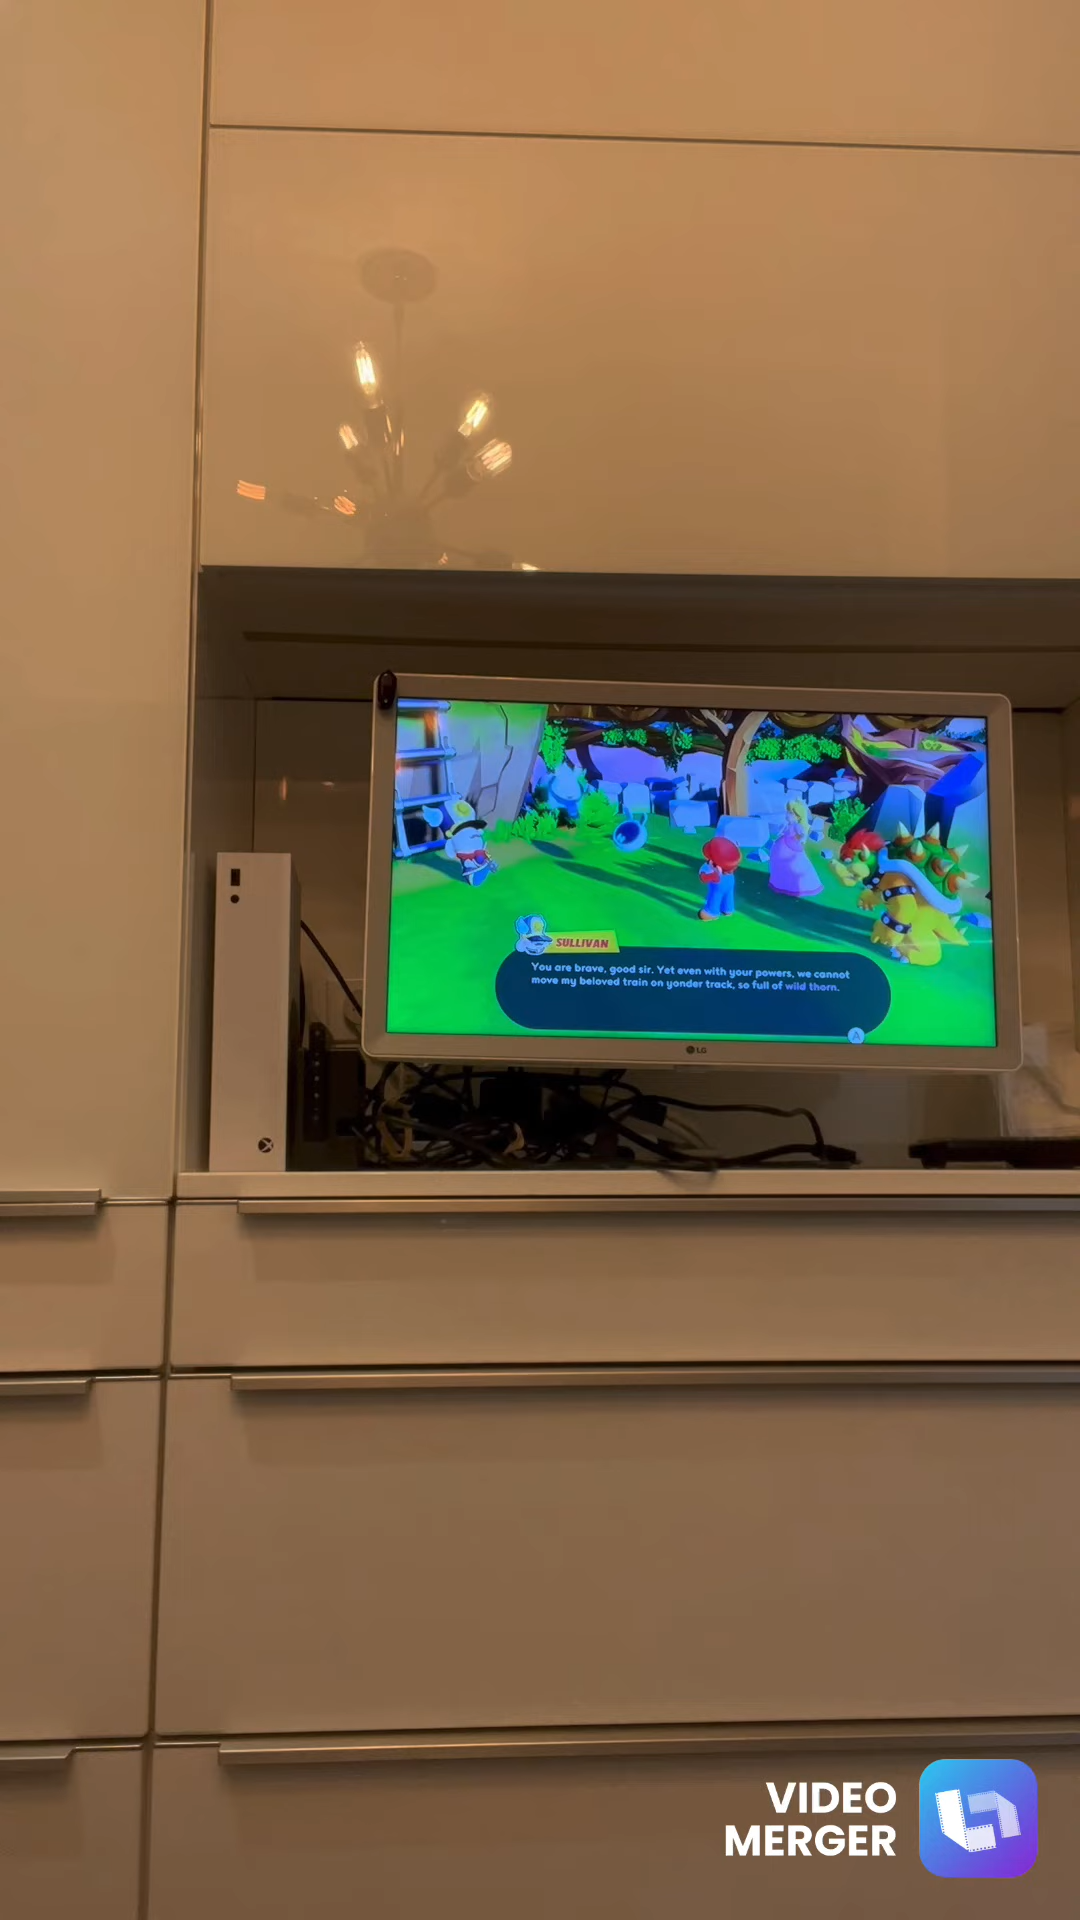 SULLIVAN
You are brave, good sir. Yet even with your powers, we cannot
move my beloved train on yonder track, so full of wild thorn.
A
LG
VIDEO
MERGER